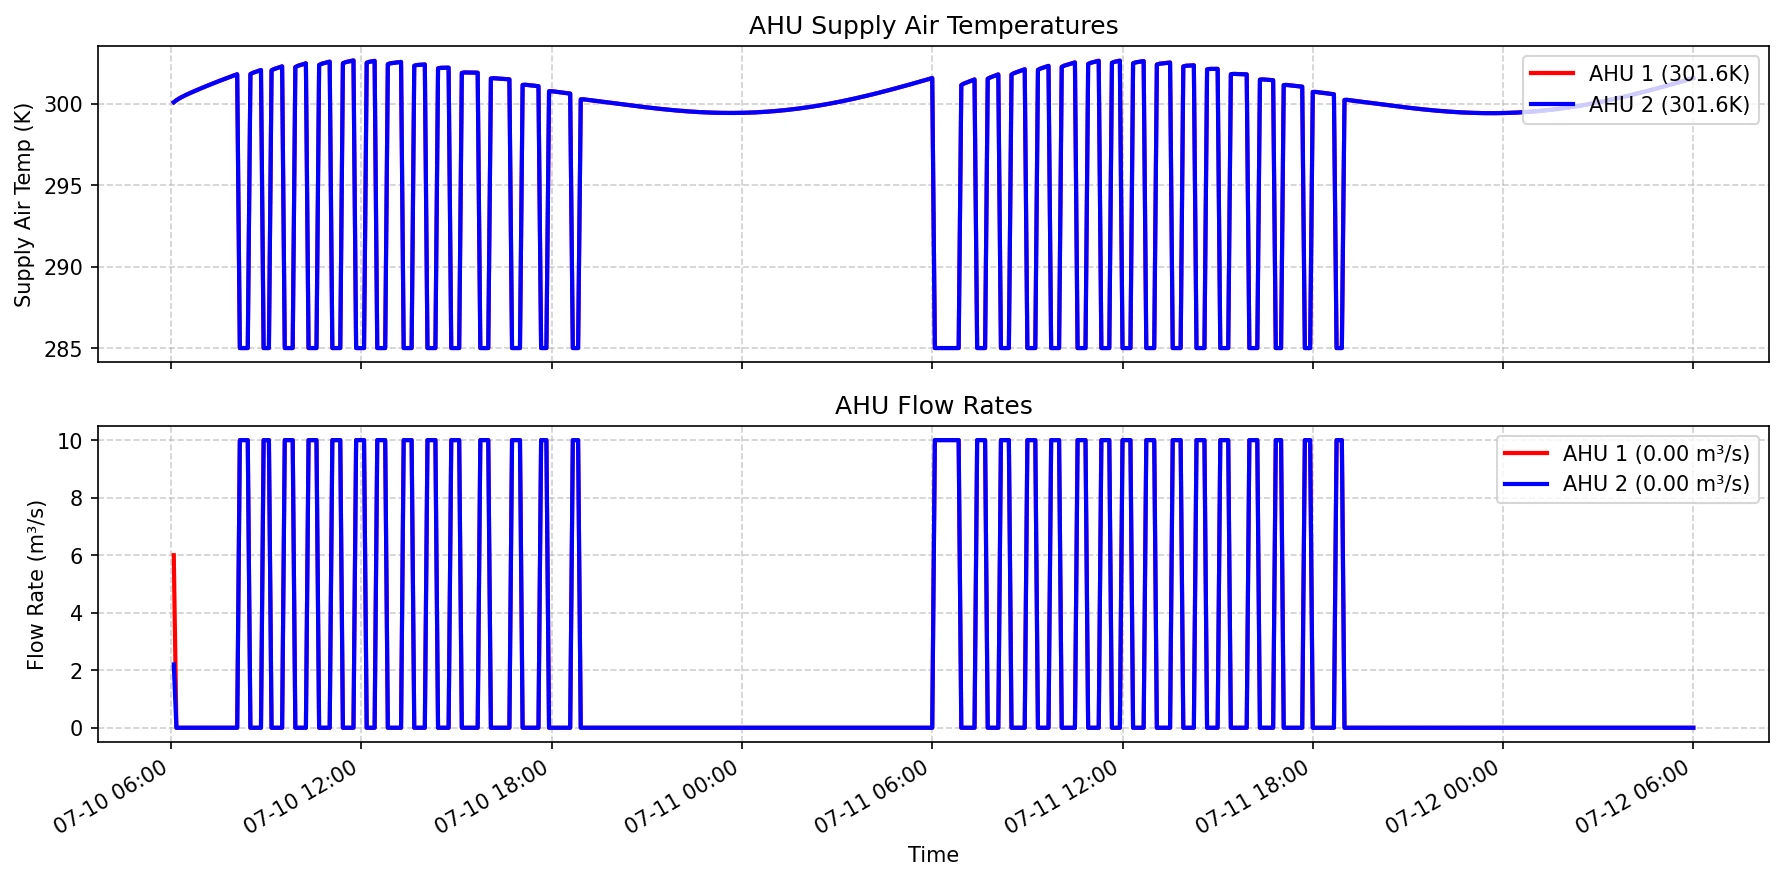 AHU Supply Air Temperatures
Supply Air Temp (K)
300
295
290
285
AHU 1 (301.6K)
AHU 2 (301.6K)
AHU Flow Rates
Flow Rate (m³/s)
10
8
6
4
2
0
AHU 1 (0.00 m³/s)
AHU 2 (0.00 m³/s)
07-10 06:00
07-10 12:00
07-10 18:00
07-11 00:00
07-11 06:00
07-11 12:00
07-11 18:00
07-12 00:00
07-12 06:00
Time